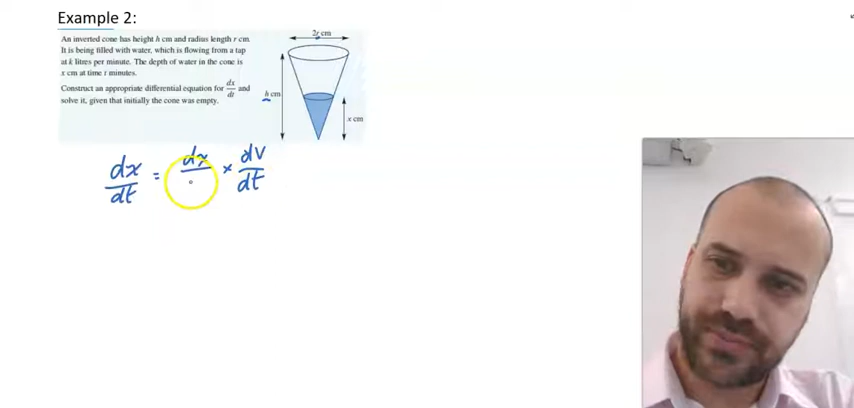 Example 2:
An inverted cone has height h cm and radius length r cm.
It is being filled with water, which is flowing from a tap
at k litres per minute. The depth of water in the cone is
x cm at time t minutes.
Construct an appropriate differential equation for dx/dt and
solve it, given that initially the cone was empty.
2r cm
h cm
x cm
dx/dt = dx/ × dv/dt